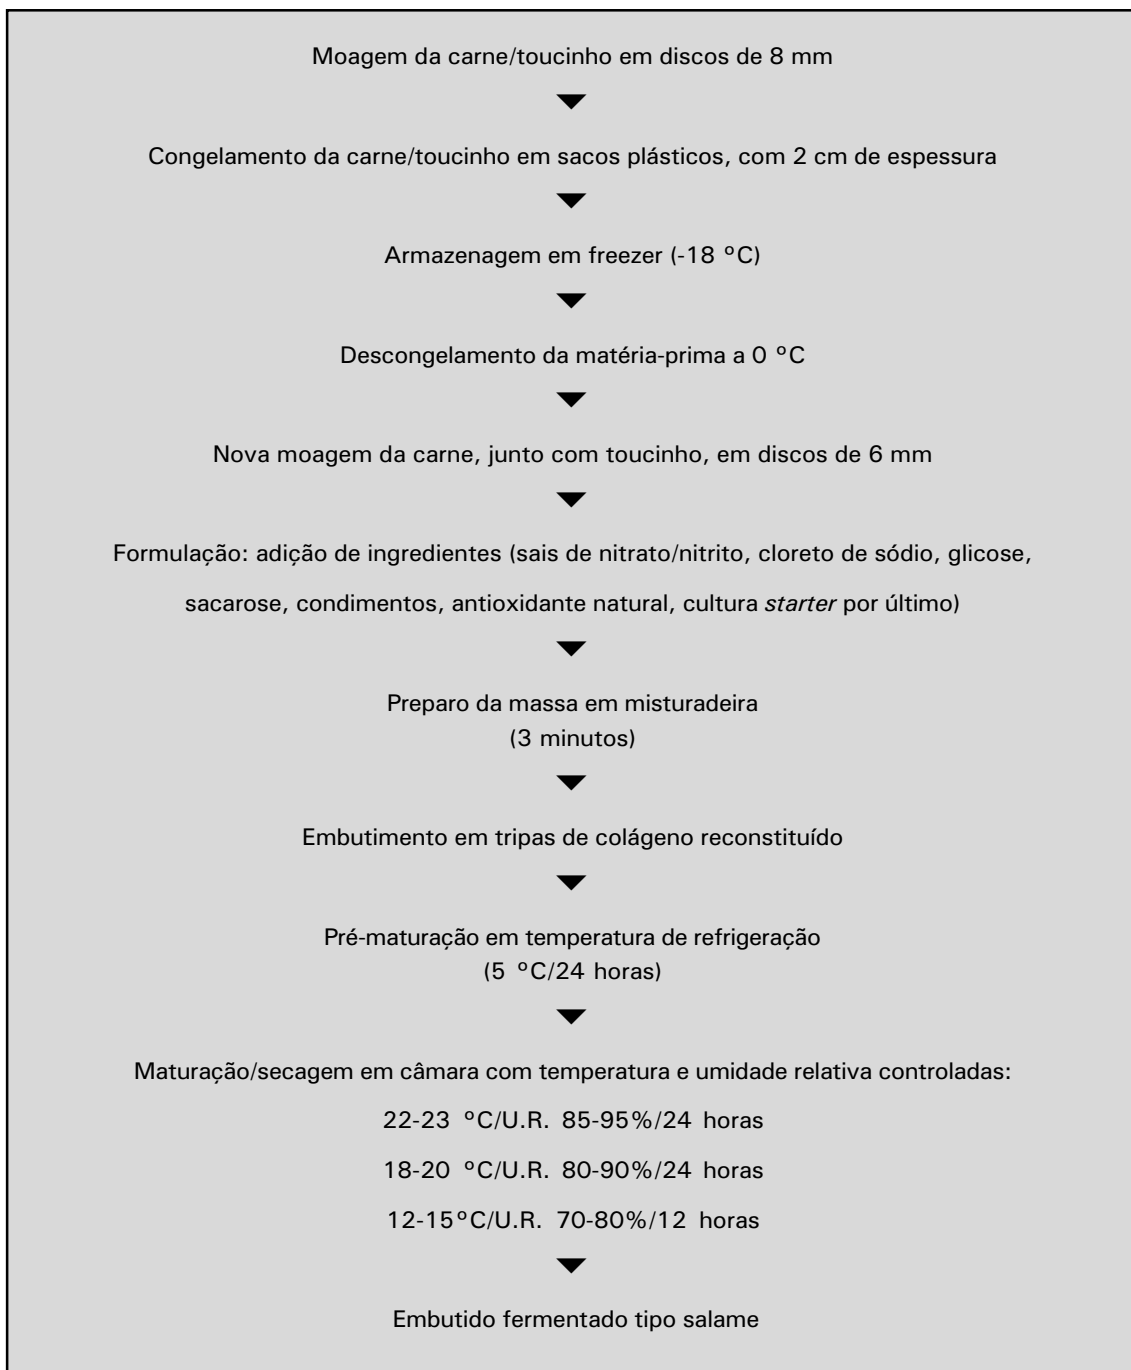 Moagem da carne/toucinho em discos de 8 mm
Congelamento da carne/toucinho em sacos plásticos, com 2 cm de espessura
Armazenagem em freezer (-18 ºC)
Descongelamento da matéria-prima a 0 ºC
Nova moagem da carne, junto com toucinho, em discos de 6 mm
Formulação: adição de ingredientes (sais de nitrato/nitrito, cloreto de sódio, glicose,
sacarose, condimentos, antioxidante natural, cultura starter por último)
Preparo da massa em misturadeira
(3 minutos)
Embutimento em tripas de colágeno reconstituído
Pré-maturação em temperatura de refrigeração
(5 ºC/24 horas)
Maturação/secagem em câmara com temperatura e umidade relativa controladas:
22-23 ºC/U.R. 85-95%/24 horas
18-20 ºC/U.R. 80-90%/24 horas
12-15ºC/U.R. 70-80%/12 horas
Embutido fermentado tipo salame